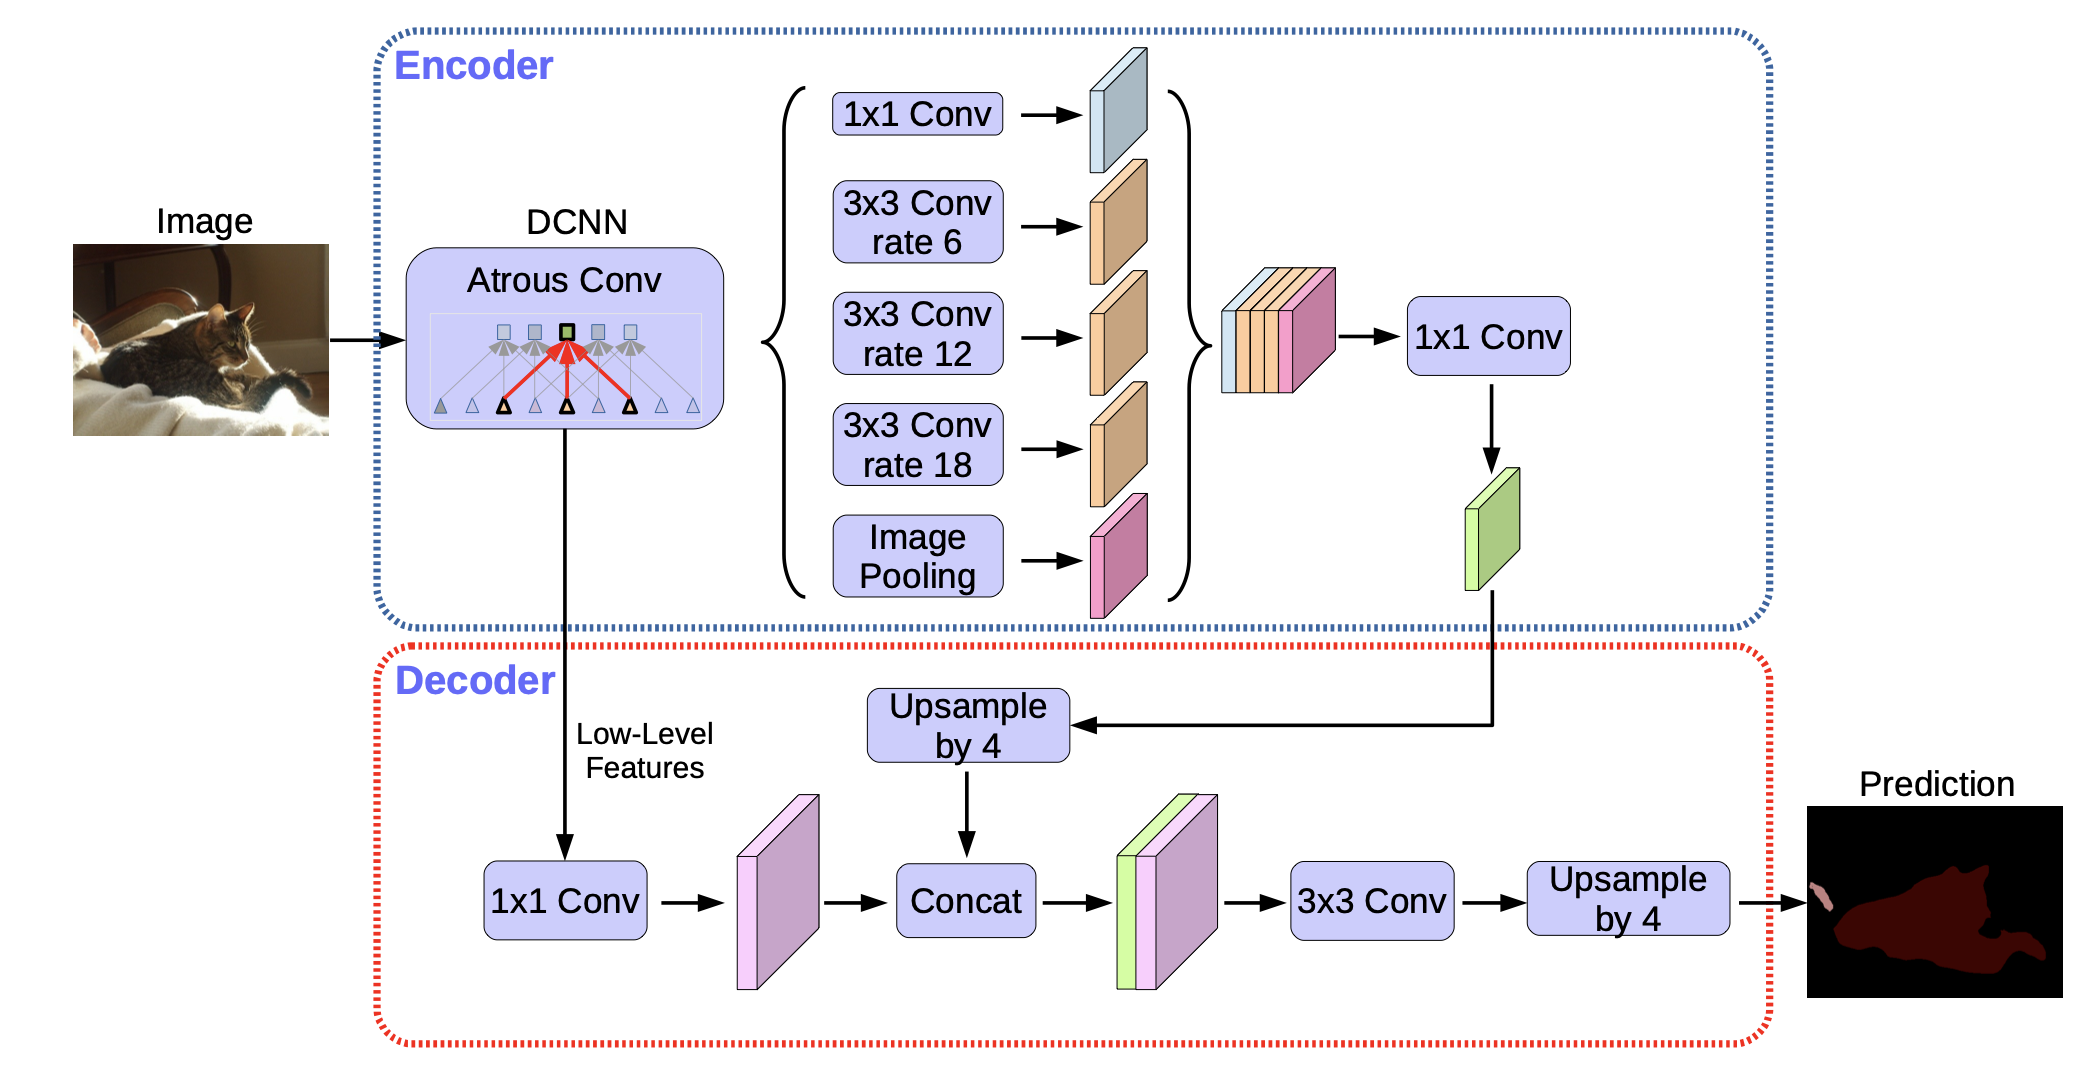 Encoder
Image
DCNN
Atrous Conv
1x1 Conv
3x3 Conv
rate 6
3x3 Conv
rate 12
3x3 Conv
rate 18
Image
Pooling
1x1 Conv
Decoder
Low-Level
Features
Upsample
by 4
1x1 Conv
Concat
3x3 Conv
Upsample
by 4
Prediction